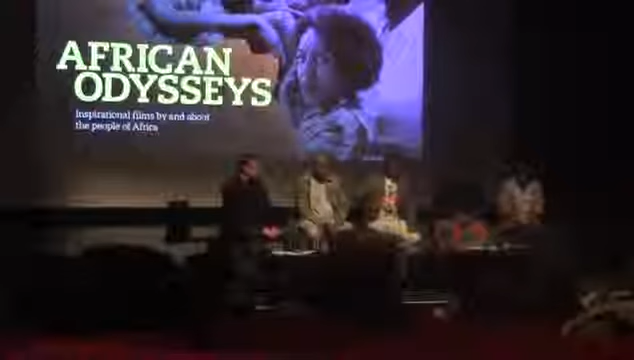 AFRICAN
ODYSSEYS
Inspirational films by and about
the people of Africa